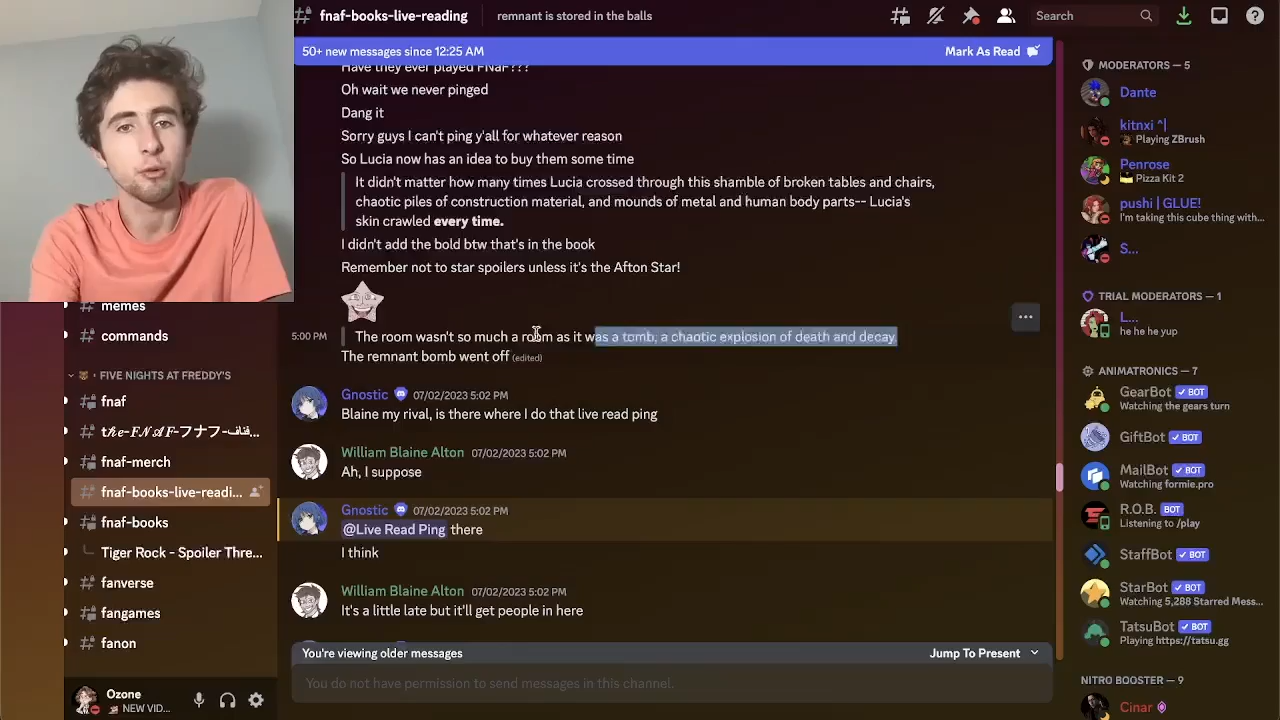 fnaf-books-live-reading
remnant is stored in the balls
Search
50+ new messages since 12:25 AM
Mark As Read
Have they ever played FNaF???
Oh wait we never pinged
Dang it
Sorry guys I can't ping y'all for whatever reason
So Lucia now has an idea to buy them some time
It didn't matter how many times Lucia crossed through this shamble of broken tables and chairs,
chaotic piles of construction material, and mounds of metal and human body parts-- Lucia's
skin crawled every time.
I didn't add the bold btw that's in the book
Remember not to star spoilers unless it's the Afton Star!
5:00 PM
The room wasn't so much a room as it was a tomb, a chaotic explosion of death and decay.
The remnant bomb went off (edited)
Gnostic 07/02/2023 5:02 PM
Blaine my rival, is there where I do that live read ping
William Blaine Alton 07/02/2023 5:02 PM
Ah, I suppose
Gnostic 07/02/2023 5:02 PM
@Live Read Ping there
I think
William Blaine Alton 07/02/2023 5:02 PM
It's a little late but it'll get people in here
You're viewing older messages
Jump To Present
You do not have permission to send messages in this channel.
memes
commands
FIVE NIGHTS AT FREDDY'S
fnaf
fnaf-merch
fnaf-books-live-readi...
fnaf-books
Tiger Rock - Spoiler Thre...
fanverse
fangames
fanon
Ozone
NEW VID...
MODERATORS — 5
Dante
kitnxi ^|
Playing ZBrush
Penrose
Pizza Kit 2
pushi | GLUE!
I'm taking this cube thing with...
S...
TRIAL MODERATORS — 1
L...
he he he yup
ANIMATRONICS — 7
GearBot BOT
Watching the gears turn
GiftBot BOT
MailBot BOT
Watching formie.pro
R.O.B. BOT
Listening to /play
StaffBot BOT
StarBot BOT
Watching 5,288 Starred Mess...
TatsuBot BOT
Playing https://tatsu.gg
NITRO BOOSTER — 9
Cinar